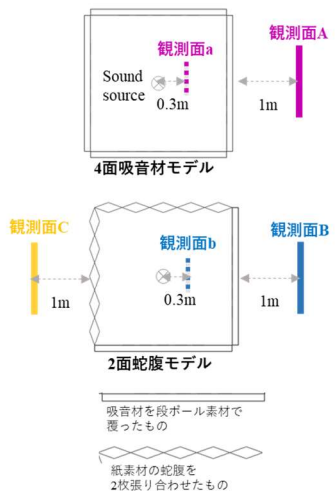 観測面A
観測面a
Sound
source
0.3m
1m
4面吸音材モデル
観測面C
観測面B
観測面b
1m
0.3m
1m
2面蛇腹モデル
吸音材を段ボール素材で
覆ったもの
紙素材の蛇腹を
2枚張り合わせたもの